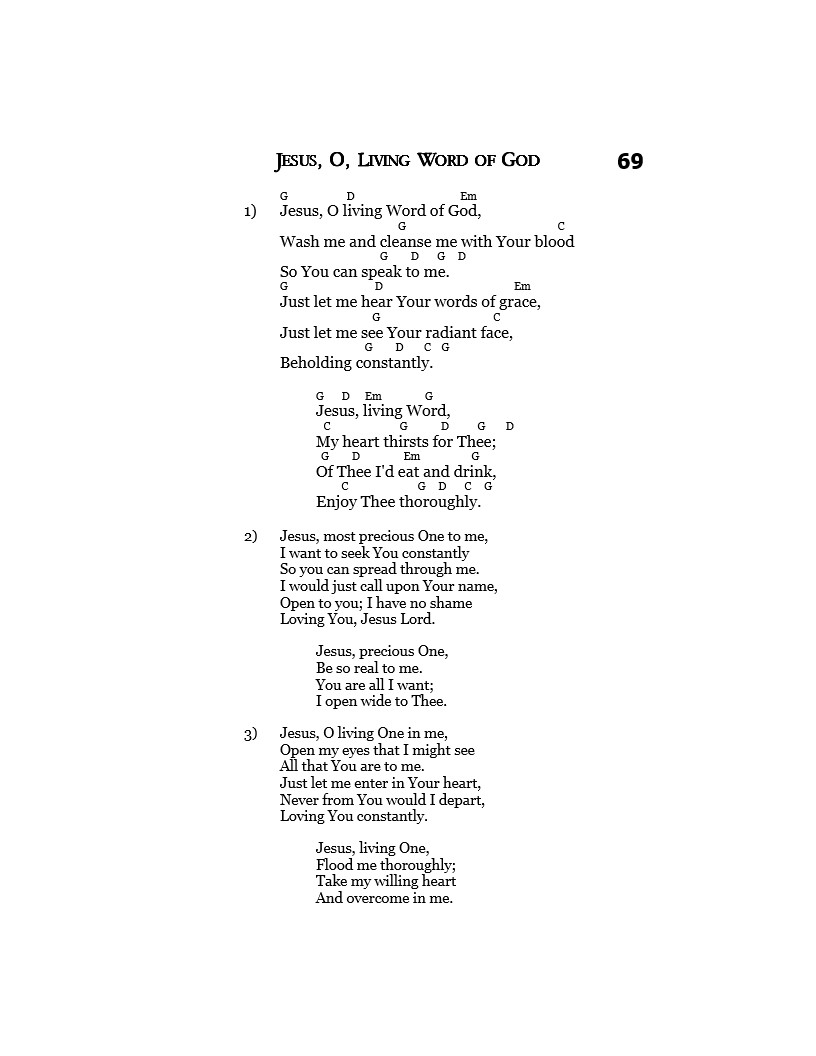 Jesus, O, Living Word of God 69
G D Em
1) Jesus, O living Word of God,
G C
Wash me and cleanse me with Your blood
G D G D
So You can speak to me.
G D Em
Just let me hear Your words of grace,
G C
Just let me see Your radiant face,
G D C G
Beholding constantly.
G D Em G
Jesus, living Word,
C G D G D
My heart thirsts for Thee;
G D Em G
Of Thee I'd eat and drink,
C G D C G
Enjoy Thee thoroughly.
2) Jesus, most precious One to me,
I want to seek You constantly
So you can spread through me.
I would just call upon Your name,
Open to you; I have no shame
Loving You, Jesus Lord.
Jesus, precious One,
Be so real to me.
You are all I want;
I open wide to Thee.
3) Jesus, O living One in me,
Open my eyes that I might see
All that You are to me.
Just let me enter in Your heart,
Never from You would I depart,
Loving You constantly.
Jesus, living One,
Flood me thoroughly;
Take my willing heart
And overcome in me.